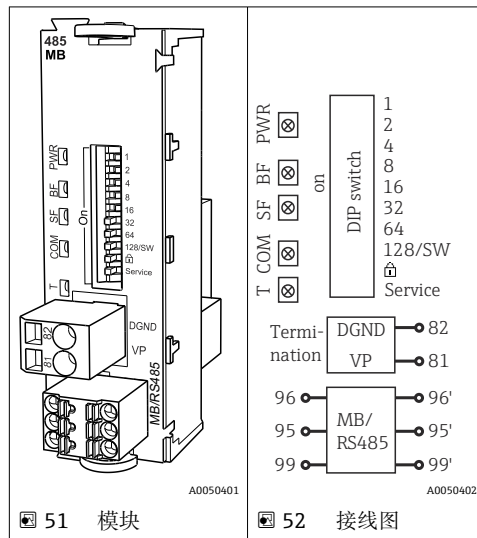 485
MB
PWR
BF
SF
COM
T
On
1
2
4
8
16
32
64
128/SW
Service
82
81
DGND
VP
MB/RS485
A0050401
51 模块
PWR
BF
SF
COM
T
on
DIP switch
1
2
4
8
16
32
64
128/SW
Service
Termi-
nation
DGND
VP
82
81
96
95
99
MB/
RS485
96'
95'
99'
A0050402
52 接线图